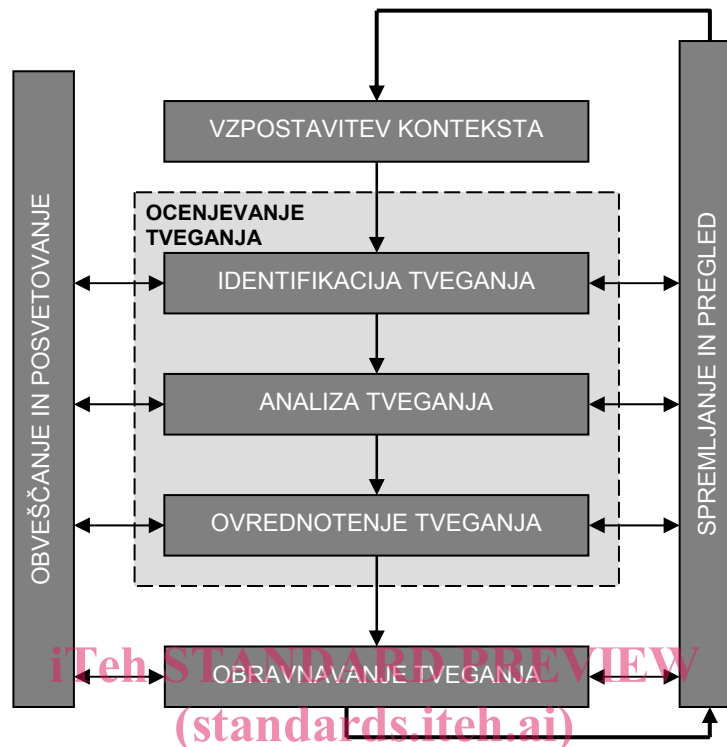 VZPOSTAVITEV KONTEKSTA
OCENJEVANJE
TVEGANJA
IDENTIFIKACIJA TVEGANJA
ANALIZA TVEGANJA
OVREDNOTENJE TVEGANJA
OBRAVNAVANJE TVEGANJA
OBVEŠČANJE IN POSVETOVANJE
SPREMLJANJE IN PREGLED
iTeh STANDARD PREVIEW
(standards.iteh.ai)